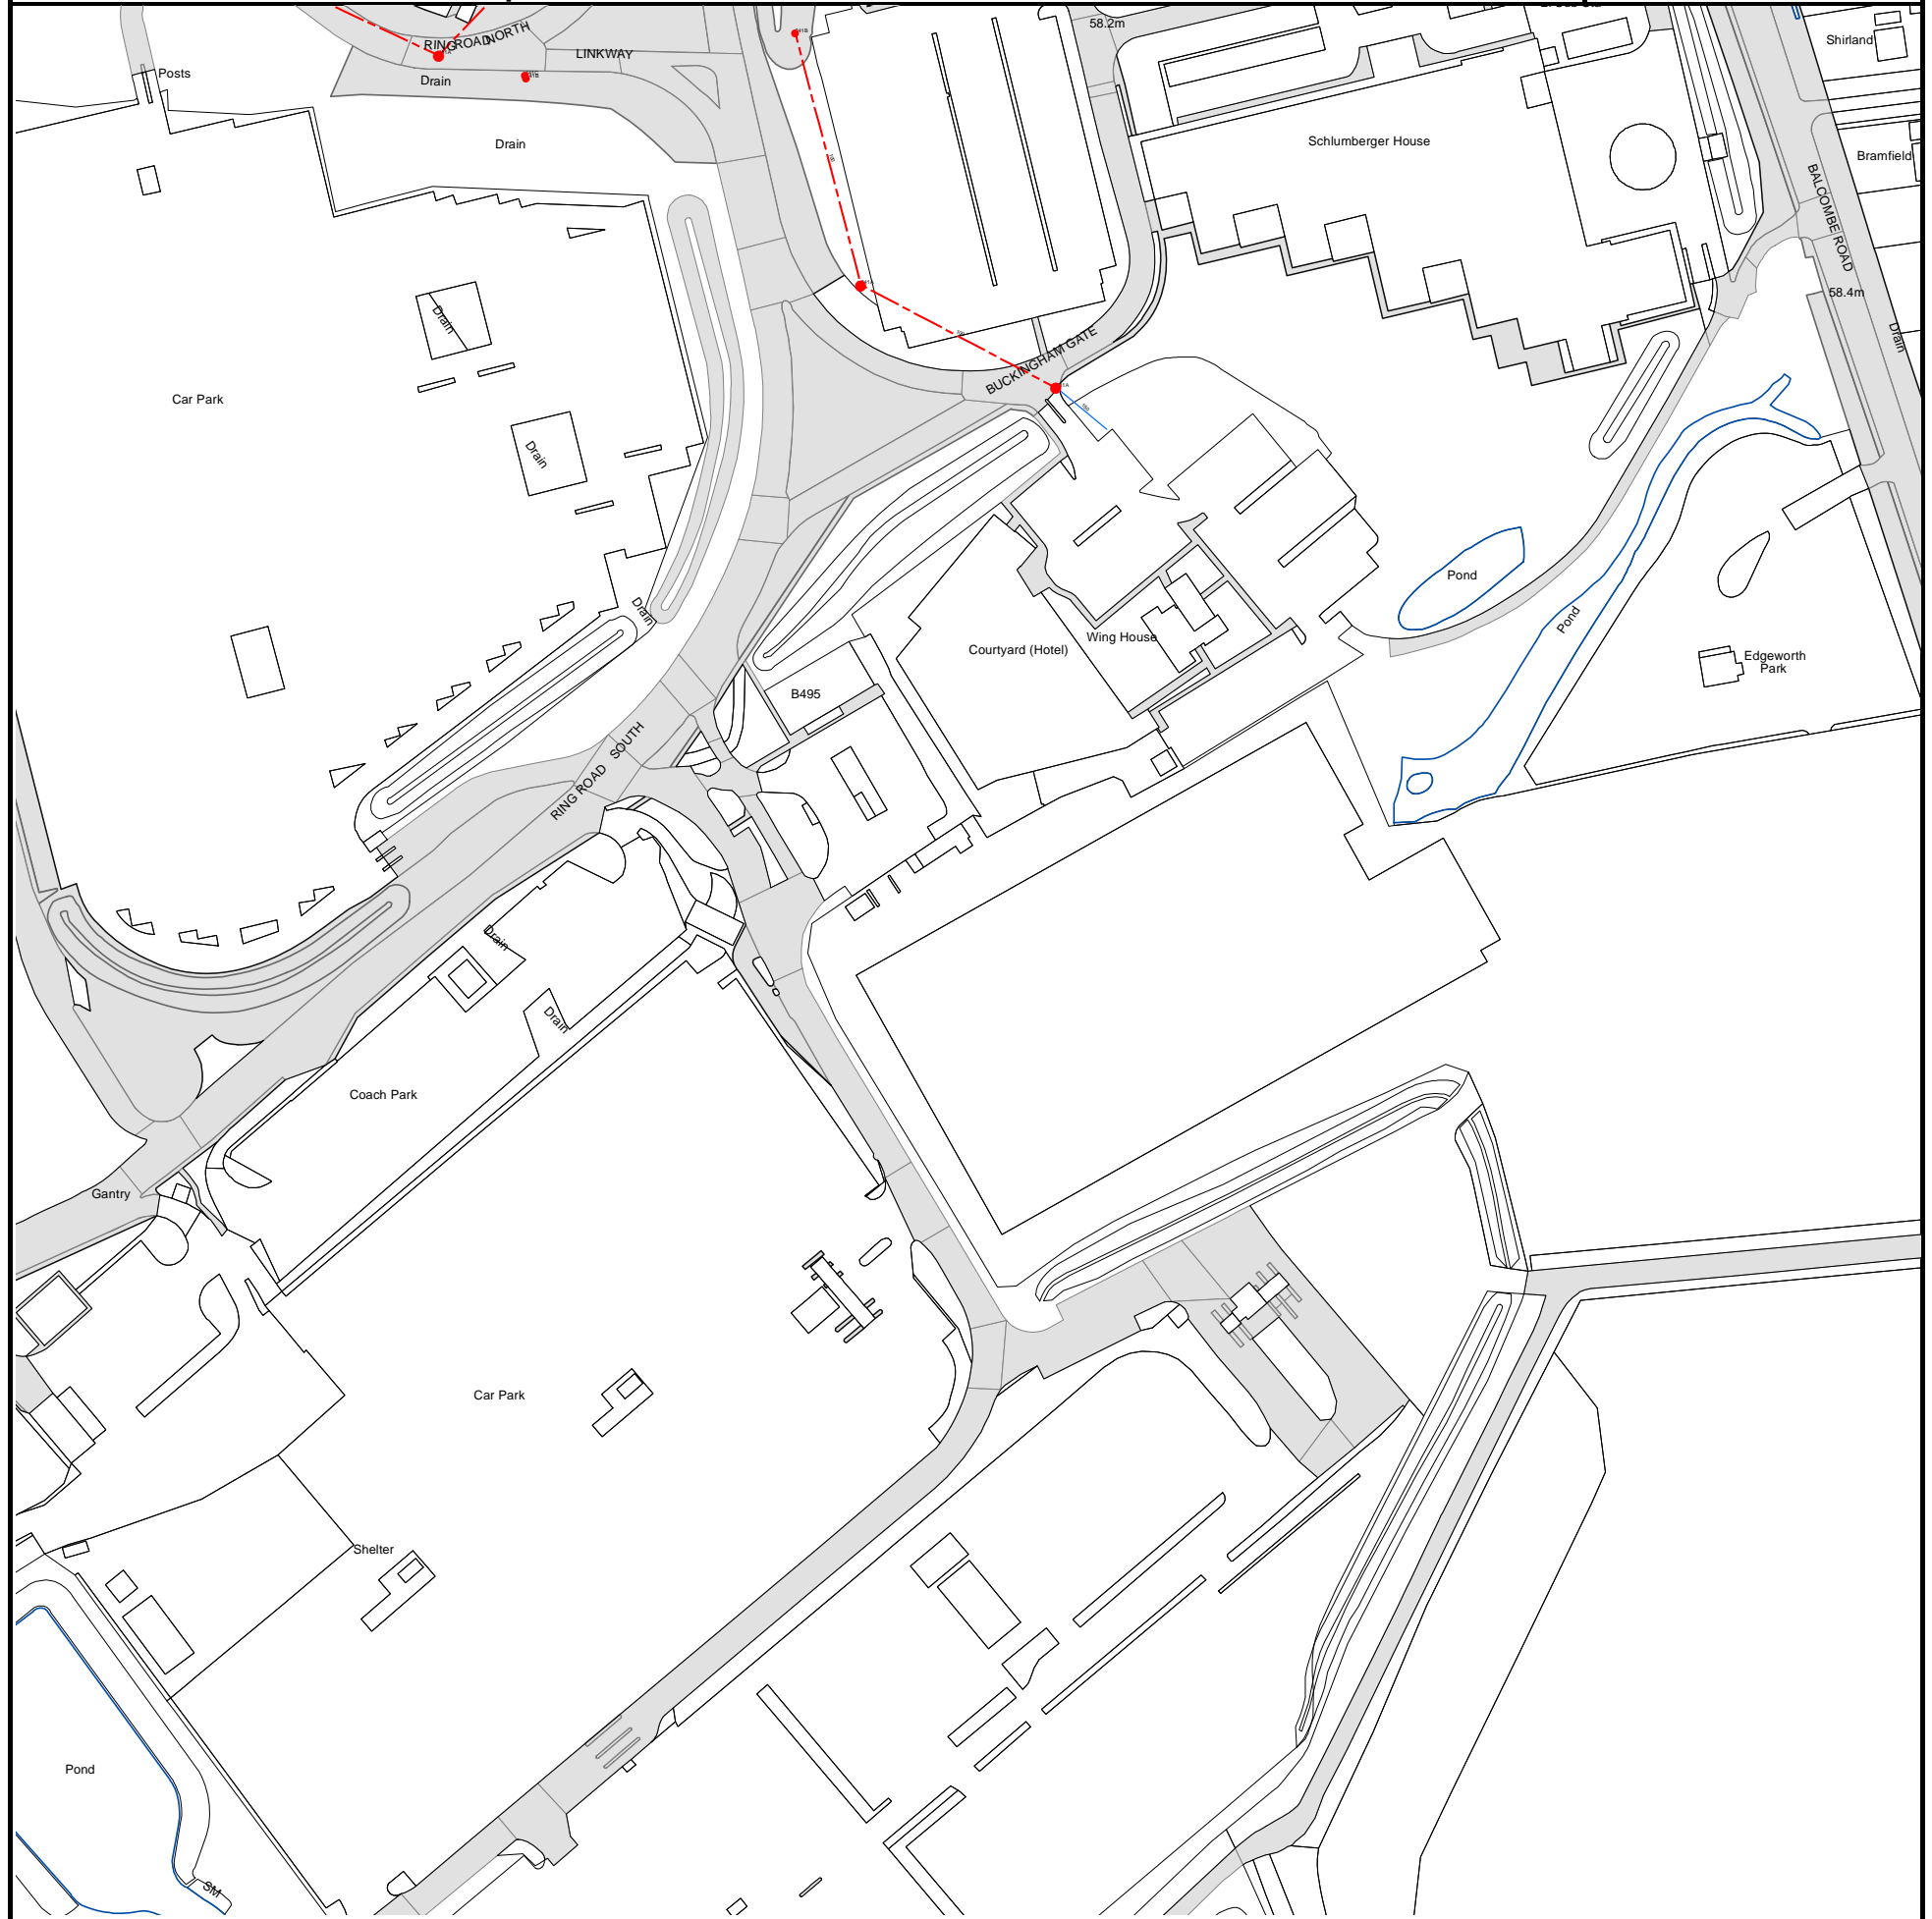 58.2m
RING ROAD NORTH
LINKWAY
Shirland
Posts
Drain
Drain
Schlumberger House
Bramfield
BALCOMBE ROAD
58.4m
Drain
Drain
BUCKINGHAM GATE
Car Park
Drain
Pond
Drain
Pond
Wing House
Courtyard (Hotel)
Edgeworth
Park
B495
RING ROAD SOUTH
Drain
Drain
Coach Park
Gantry
Car Park
Shelter
Pond
SM